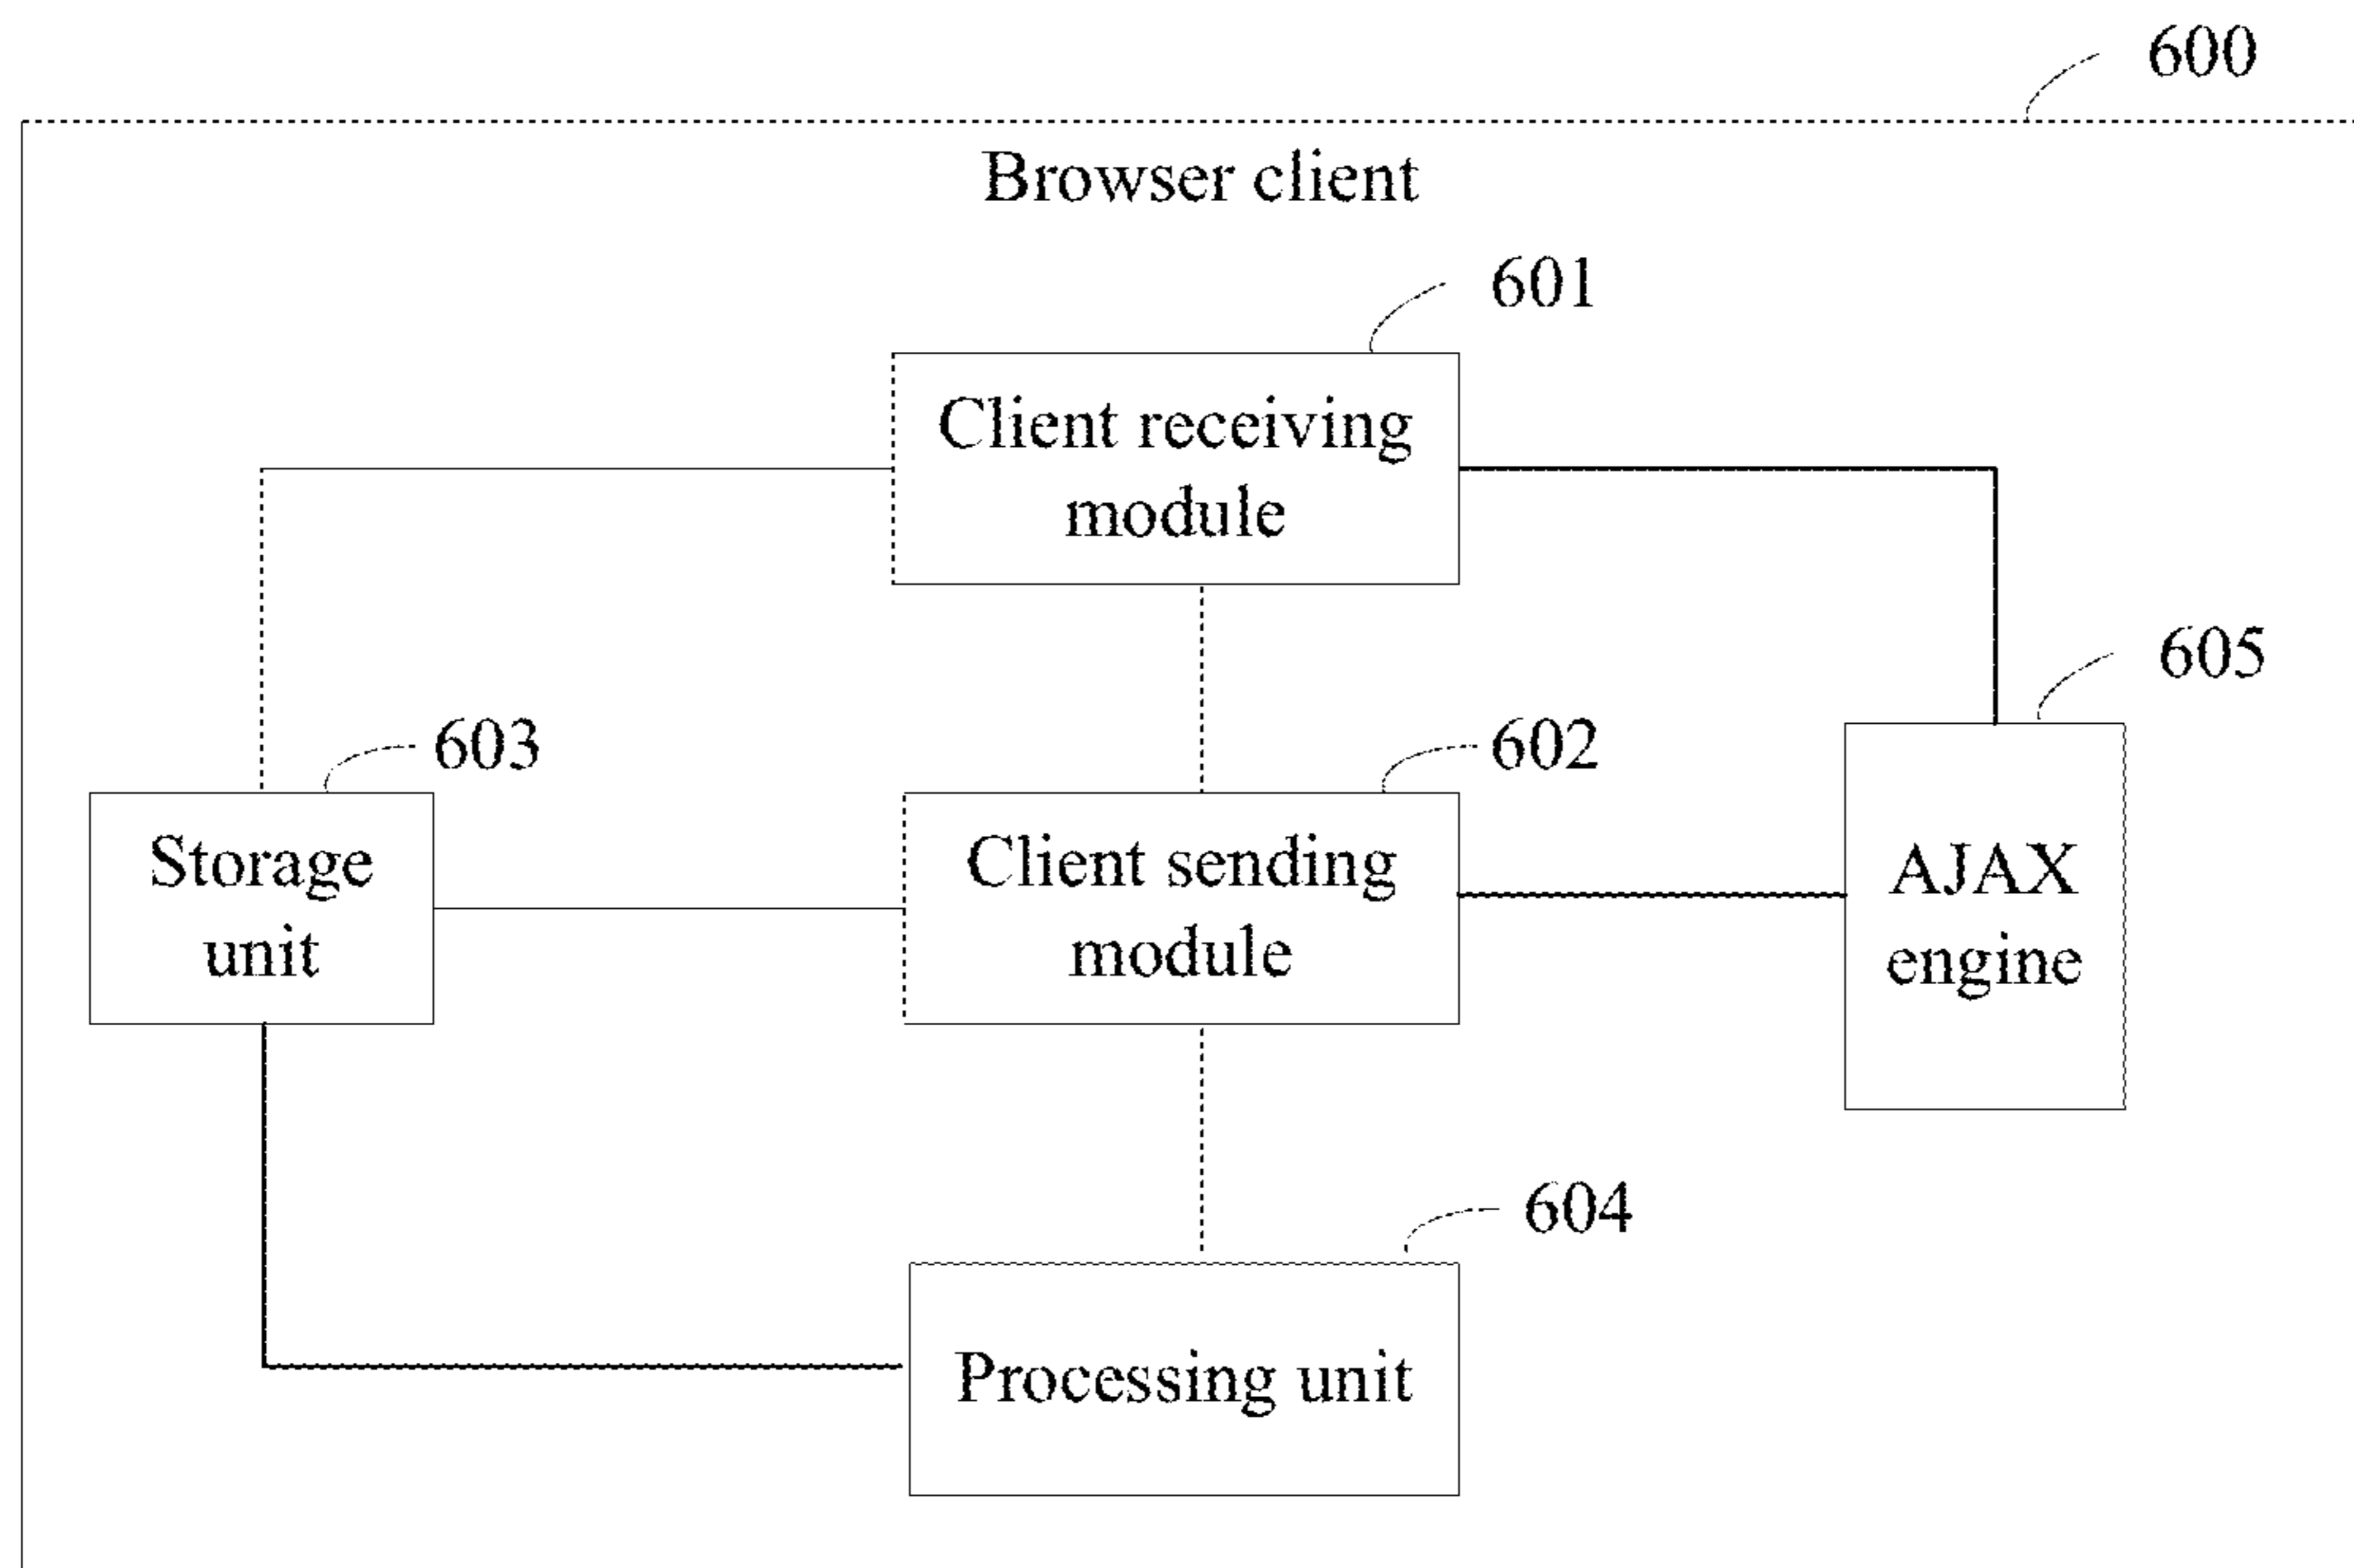 600
Browser client
601
Client receiving
module
605
603
602
Storage
unit
Client sending
module
AJAX
engine
604
Processing unit